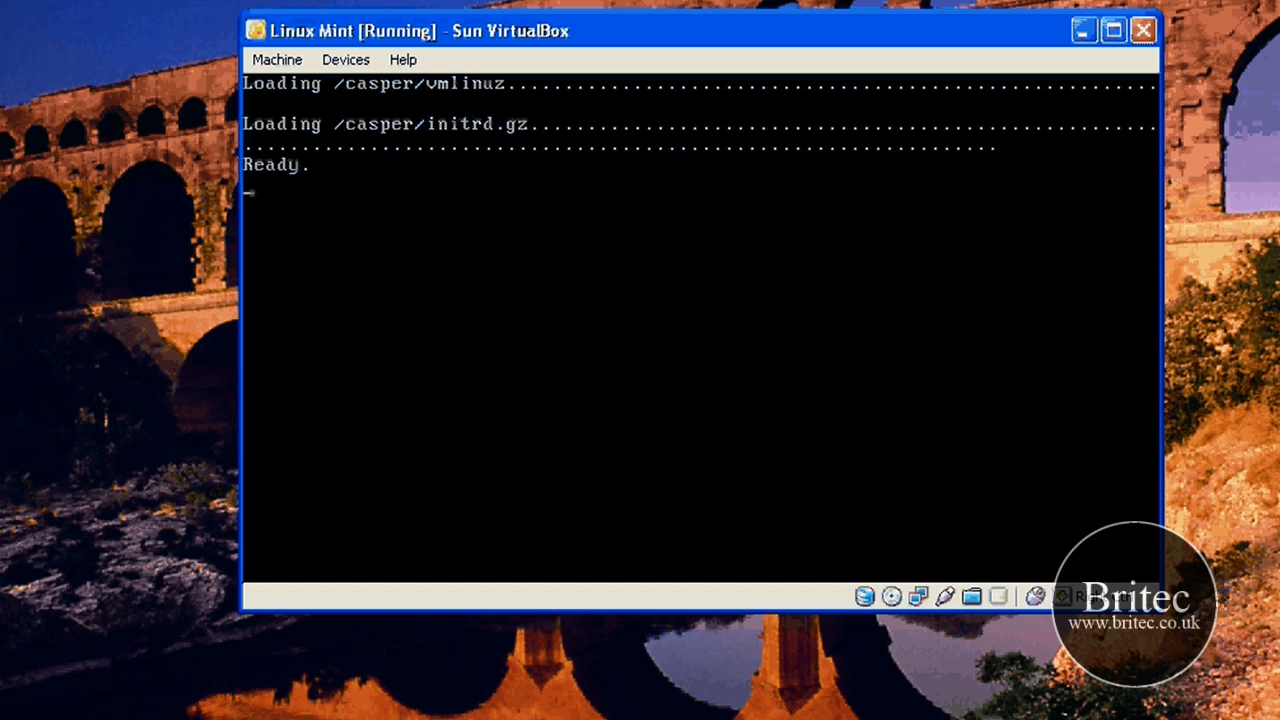 Linux Mint [Running] - Sun VirtualBox
Machine Devices Help
Loading /casper/vmlinuz.....................................................
Loading /casper/initrd.gz...................................................
..................................................................
Ready.
Britec
www.britec.co.uk